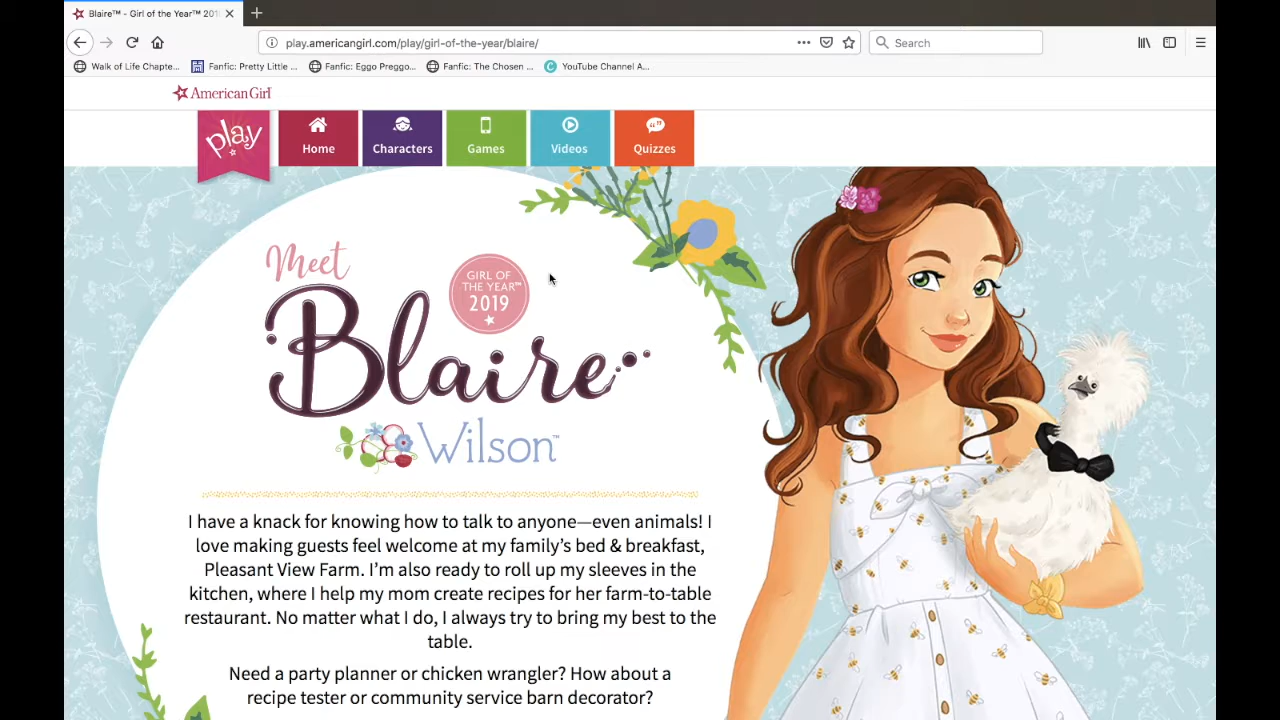 Blaire™ - Girl of the Year™ 201
play.americangirl.com/play/girl-of-the-year/blaire/
Search
Walk of Life Chapte...
Fanfic: Pretty Little ...
Fanfic: Eggo Preggo...
Fanfic: The Chosen ...
YouTube Channel A...
AmericanGirl
play
Home
Characters
Games
Videos
Quizzes
Meet
GIRL OF
THE YEAR™
2019
Blaire
Wilson™
I have a knack for knowing how to talk to anyone—even animals! I
love making guests feel welcome at my family's bed & breakfast,
Pleasant View Farm. I'm also ready to roll up my sleeves in the
kitchen, where I help my mom create recipes for her farm-to-table
restaurant. No matter what I do, I always try to bring my best to the
table.
Need a party planner or chicken wrangler? How about a
recipe tester or community service barn decorator?